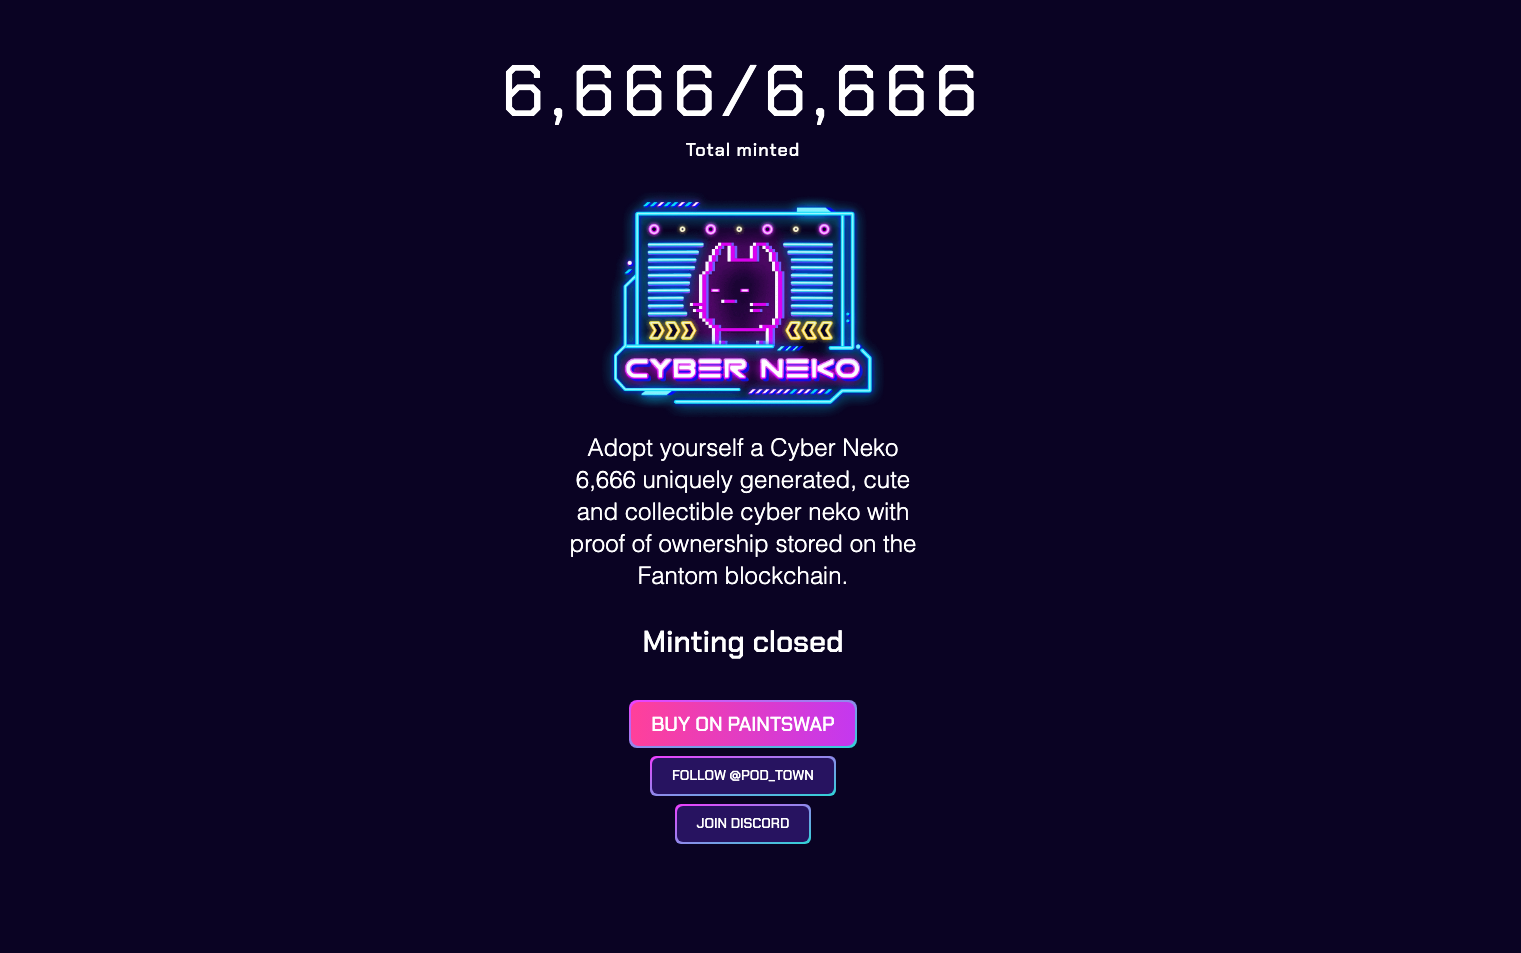 6,666/6,666
Total minted
CYBER NEKO
Adopt yourself a Cyber Neko
6,666 uniquely generated, cute
and collectible cyber neko with
proof of ownership stored on the
Fantom blockchain.
Minting closed
BUY ON PAINTSWAP
FOLLOW @POD_TOWN
JOIN DISCORD